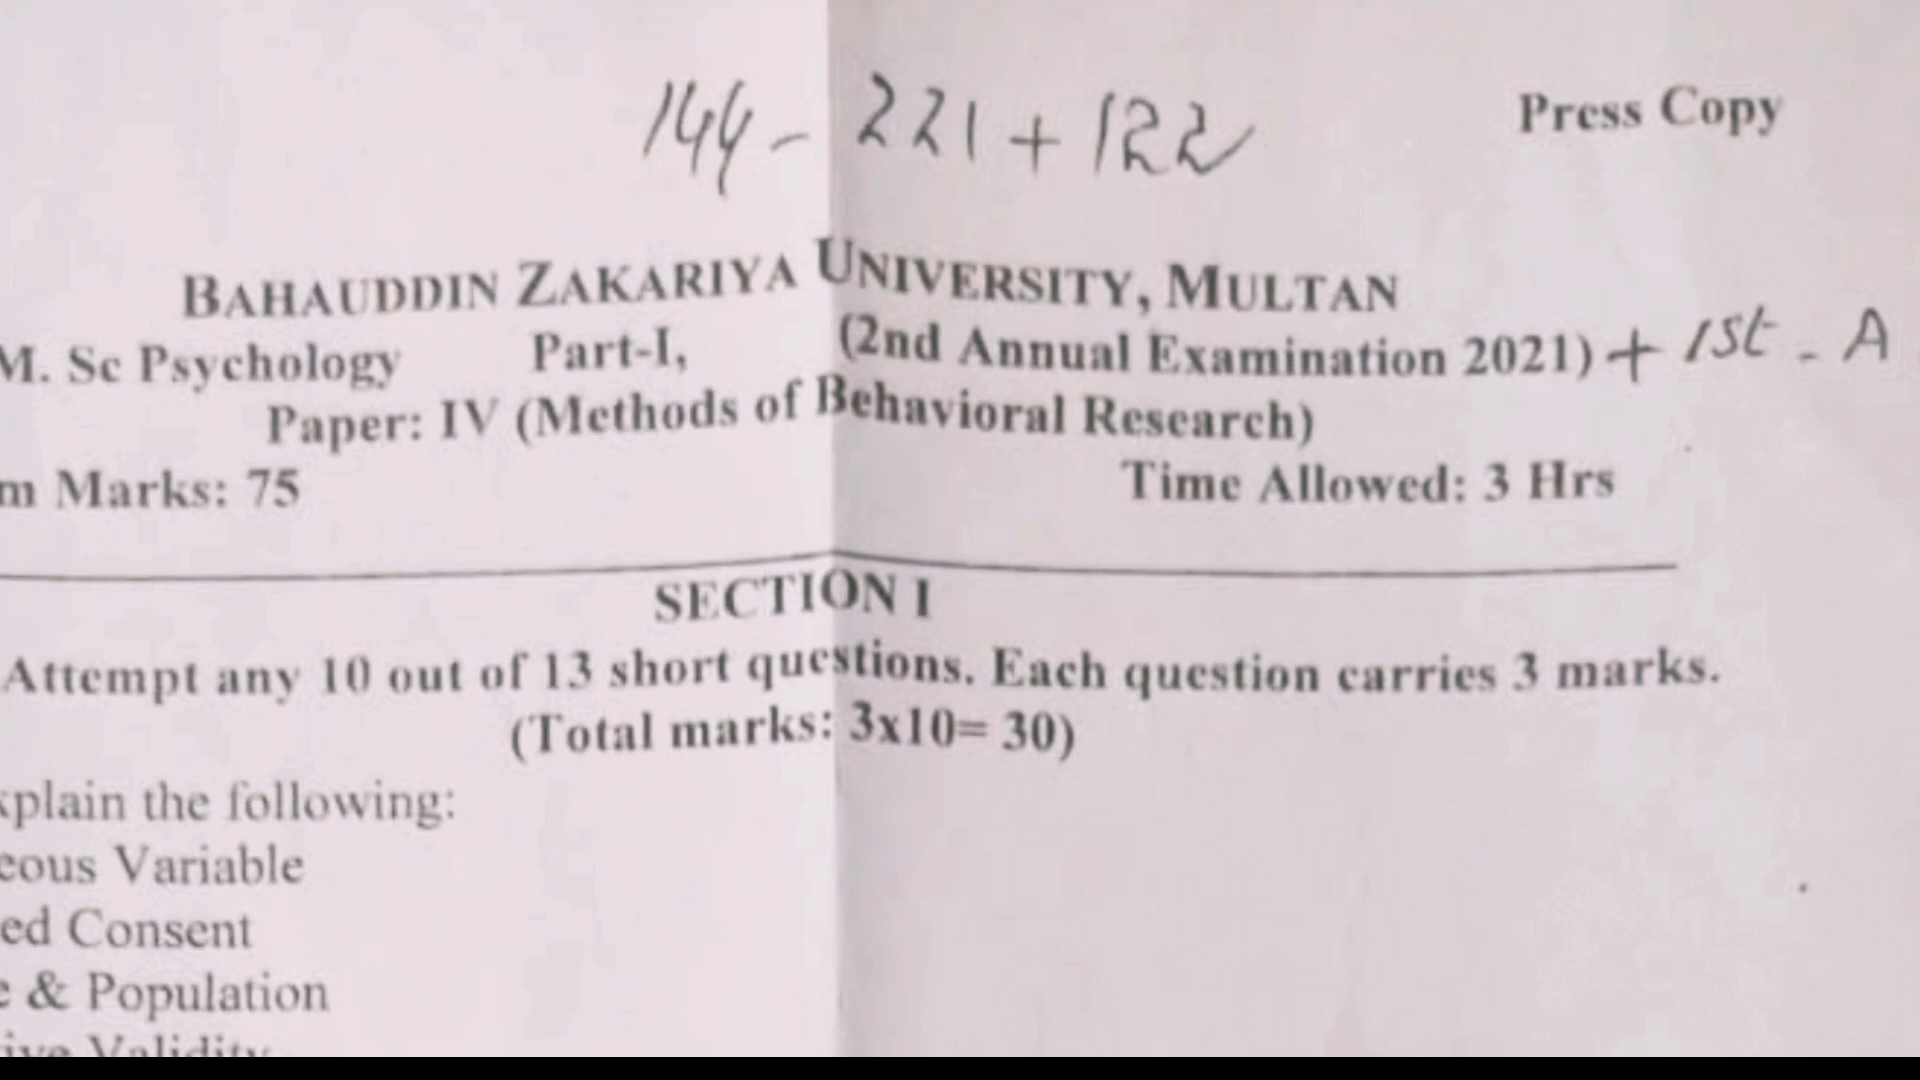 144 - 221 + 122
Press Copy
BAHAUDDIN ZAKARIYA UNIVERSITY, MULTAN
M. Sc Psychology Part-I, (2nd Annual Examination 2021) + 1st - A
Paper: IV (Methods of Behavioral Research)
m Marks: 75 Time Allowed: 3 Hrs
SECTION I
Attempt any 10 out of 13 short questions. Each question carries 3 marks.
(Total marks: 3x10= 30)
xplain the following:
eous Variable
ed Consent
e & Population
ive Validity